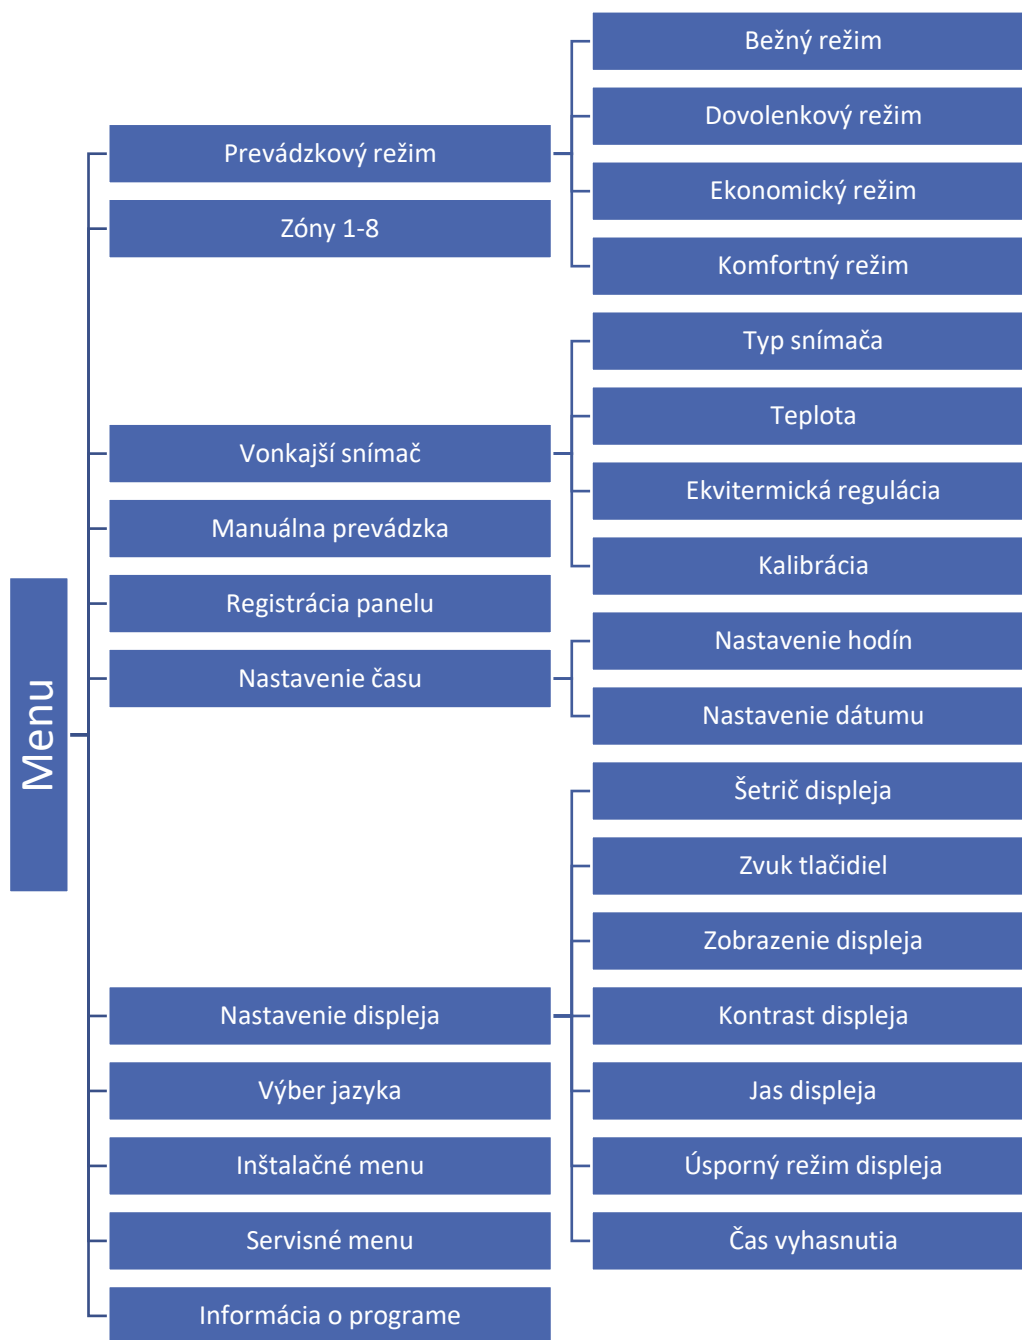 Menu
Prevádzkový režim
Bežný režim
Dovolenkový režim
Ekonomický režim
Komfortný režim
Zóny 1-8
Vonkajší snímač
Typ snímača
Teplota
Ekvitermická regulácia
Kalibrácia
Manuálna prevádzka
Registrácia panelu
Nastavenie času
Nastavenie hodín
Nastavenie dátumu
Nastavenie displeja
Šetrič displeja
Zvuk tlačidiel
Zobrazenie displeja
Kontrast displeja
Jas displeja
Úsporný režim displeja
Čas vyhasnutia
Výber jazyka
Inštalačné menu
Servisné menu
Informácia o programe